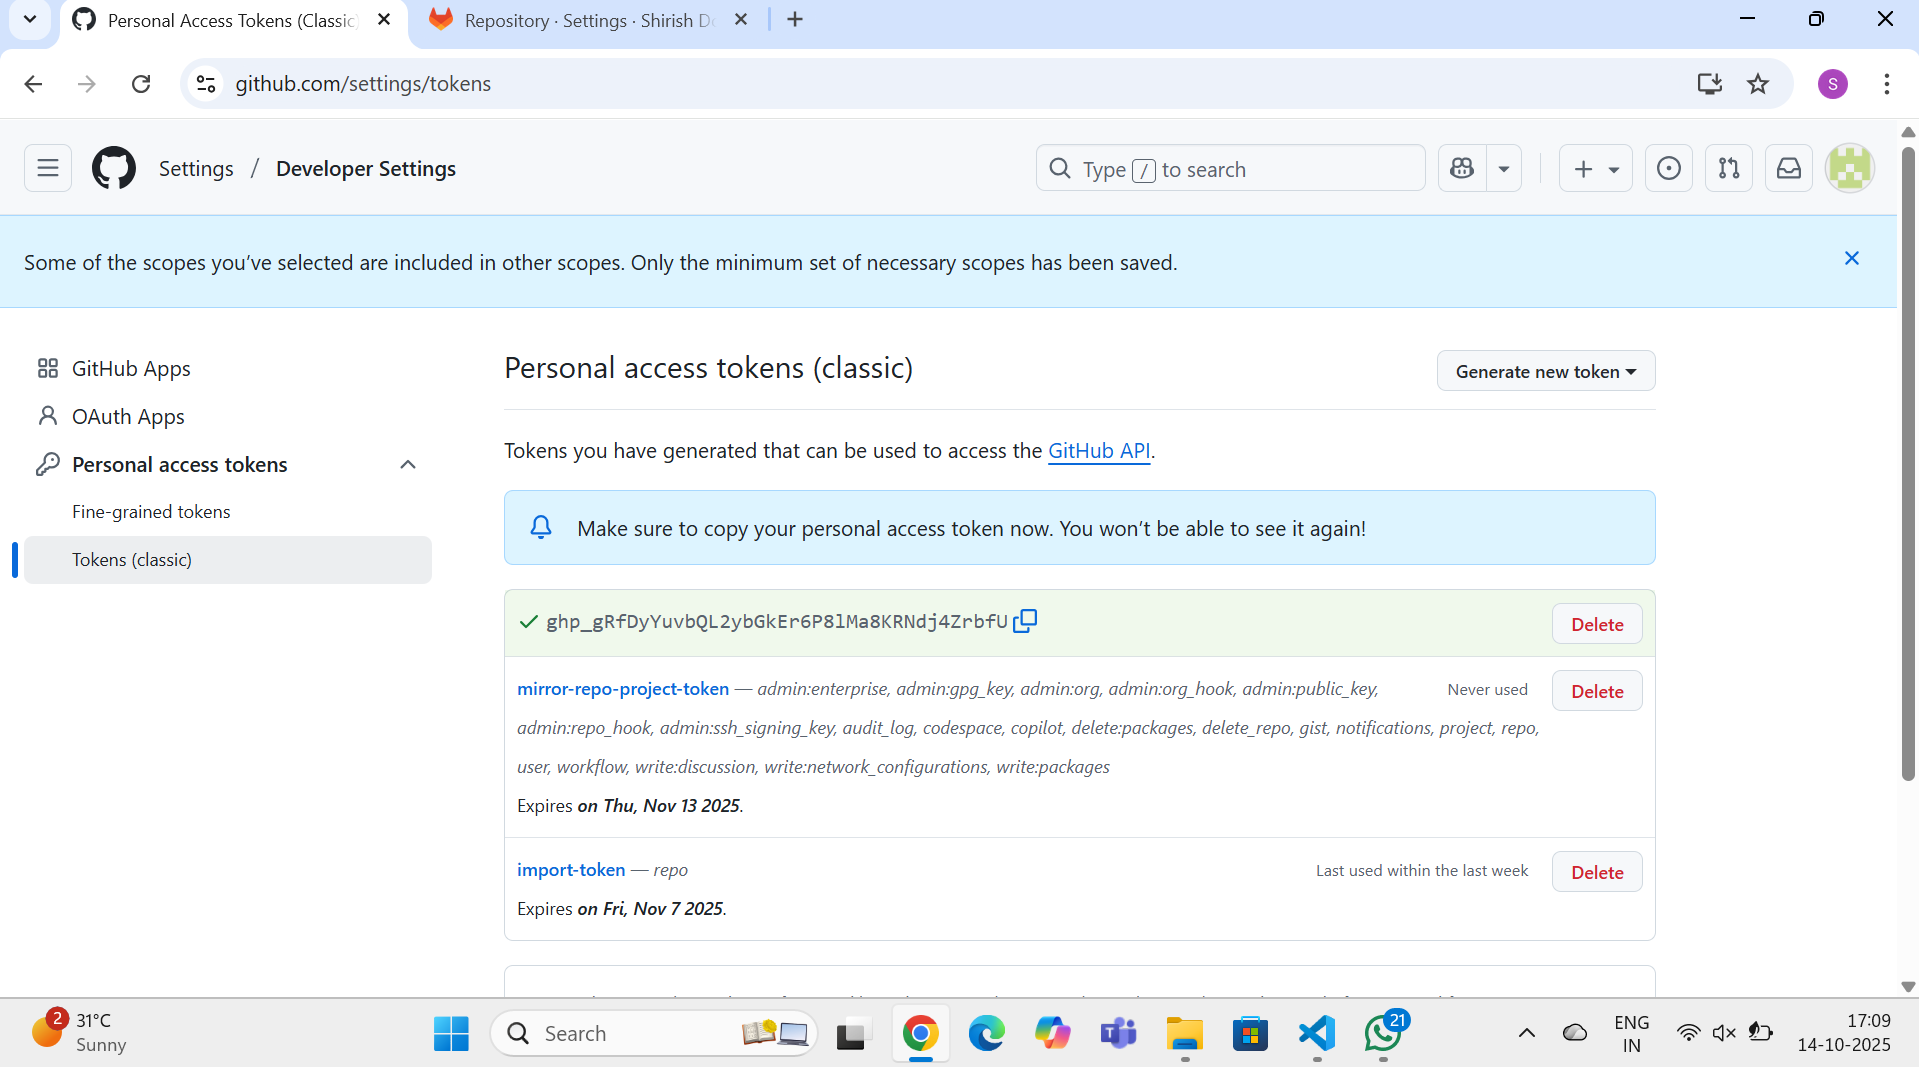 Personal Access Tokens (Classic)
Repository · Settings · Shirish
github.com/settings/tokens
S
Settings / Developer Settings
Type / to search
Some of the scopes you’ve selected are included in other scopes. Only the minimum set of necessary scopes has been saved.
GitHub Apps
OAuth Apps
Personal access tokens
Fine-grained tokens
Tokens (classic)
Personal access tokens (classic)
Generate new token
Tokens you have generated that can be used to access the GitHub API.
Make sure to copy your personal access token now. You won’t be able to see it again!
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
Delete
mirror-repo-project-token — admin:enterprise, admin:gpg_key, admin:org, admin:org_hook, admin:public_key,
Never used
Delete
admin:repo_hook, admin:ssh_signing_key, audit_log, codespace, copilot, delete:packages, delete_repo, gist, notifications, project, repo,
user, workflow, write:discussion, write:network_configurations, write:packages
Expires on Thu, Nov 13 2025.
import-token — repo
Last used within the last week
Delete
Expires on Fri, Nov 7 2025.
2
31°C
Sunny
Search
21
ENG
IN
17:09
14-10-2025